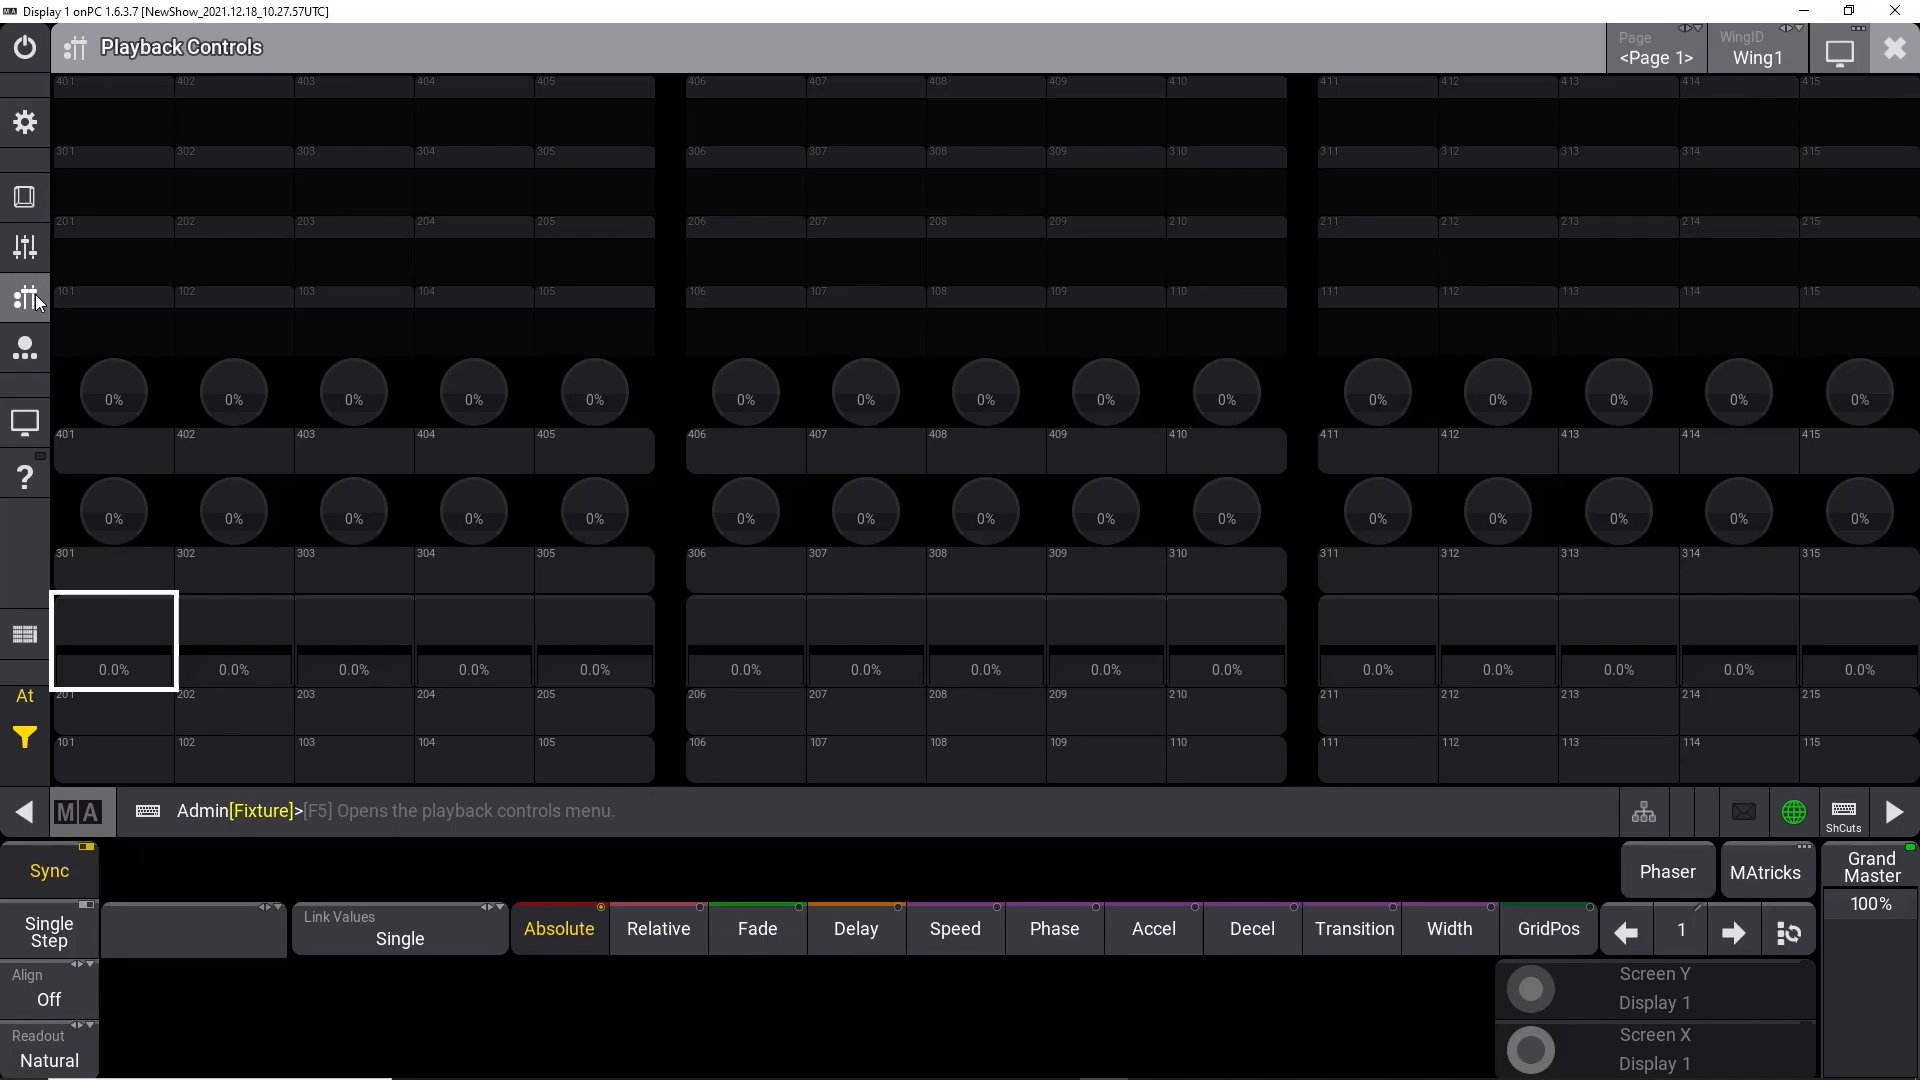 MA Display 1 onPC 1.6.3.7 [NewShow_2021.12.18_10.27.57UTC]
Playback Controls
Page
<Page 1>
WingID
Wing1
401 402 403 404 405 406 407 408 409 410 411 412 413 414 415
301 302 303 304 305 306 307 308 309 310 311 312 313 314 315
201 202 203 204 205 206 207 208 209 210 211 212 213 214 215
101 102 103 104 105 106 107 108 109 110 111 112 113 114 115
0% 0% 0% 0% 0% 0% 0% 0% 0% 0% 0% 0% 0% 0% 0%
401 402 403 404 405 406 407 408 409 410 411 412 413 414 415
0% 0% 0% 0% 0% 0% 0% 0% 0% 0% 0% 0% 0% 0% 0%
301 302 303 304 305 306 307 308 309 310 311 312 313 314 315
0.0% 0.0% 0.0% 0.0% 0.0% 0.0% 0.0% 0.0% 0.0% 0.0% 0.0% 0.0% 0.0% 0.0% 0.0%
At
201 202 203 204 205 206 207 208 209 210 211 212 213 214 215
101 102 103 104 105 106 107 108 109 110 111 112 113 114 115
MA
Admin[Fixture]>[F5] Opens the playback controls menu.
ShCuts
Sync
Phaser
MAtricks
Grand
Master
100%
Single
Step
Link Values
Single
Absolute Relative Fade Delay Speed Phase Accel Decel Transition Width GridPos
1
Align
Off
Screen Y
Display 1
Readout
Natural
Screen X
Display 1